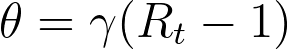 θ = γ(R_t − 1)